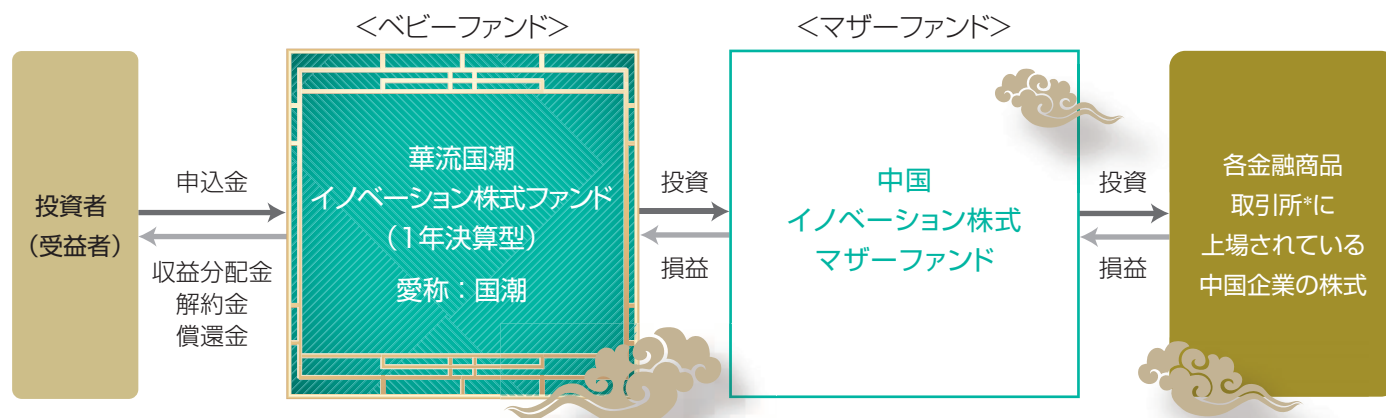 ＜ベビーファンド＞
＜マザーファンド＞
投資者
（受益者）
申込金
収益分配金
解約金
償還金
華流国潮
イノベーション株式ファンド
（1年決算型）
愛称：国潮
投資
損益
中国
イノベーション株式
マザーファンド
投資
損益
各金融商品
取引所*に
上場されている
中国企業の株式